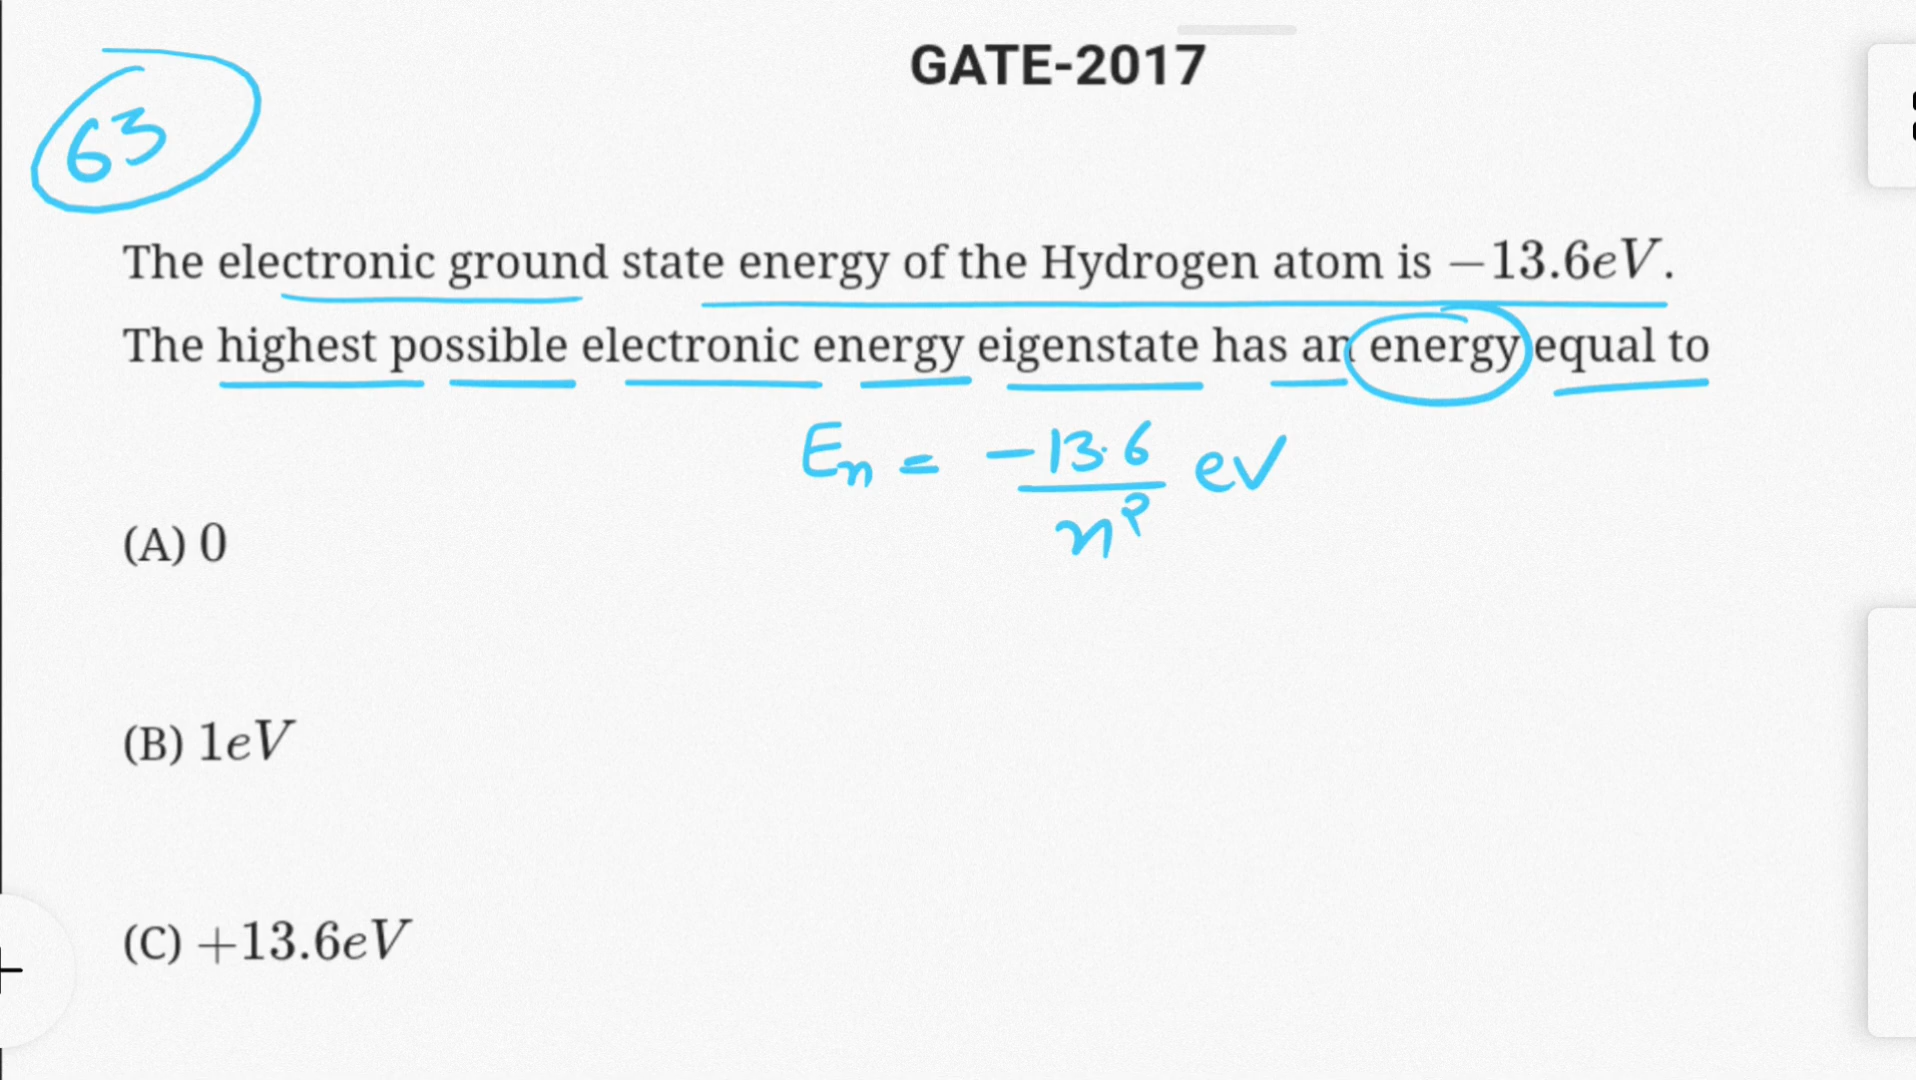 GATE-2017
63
The electronic ground state energy of the Hydrogen atom is −13.6eV.
The highest possible electronic energy eigenstate has an energy equal to
Eₙ = −13.6/n² eV
(A) 0
(B) 1eV
(C) +13.6eV